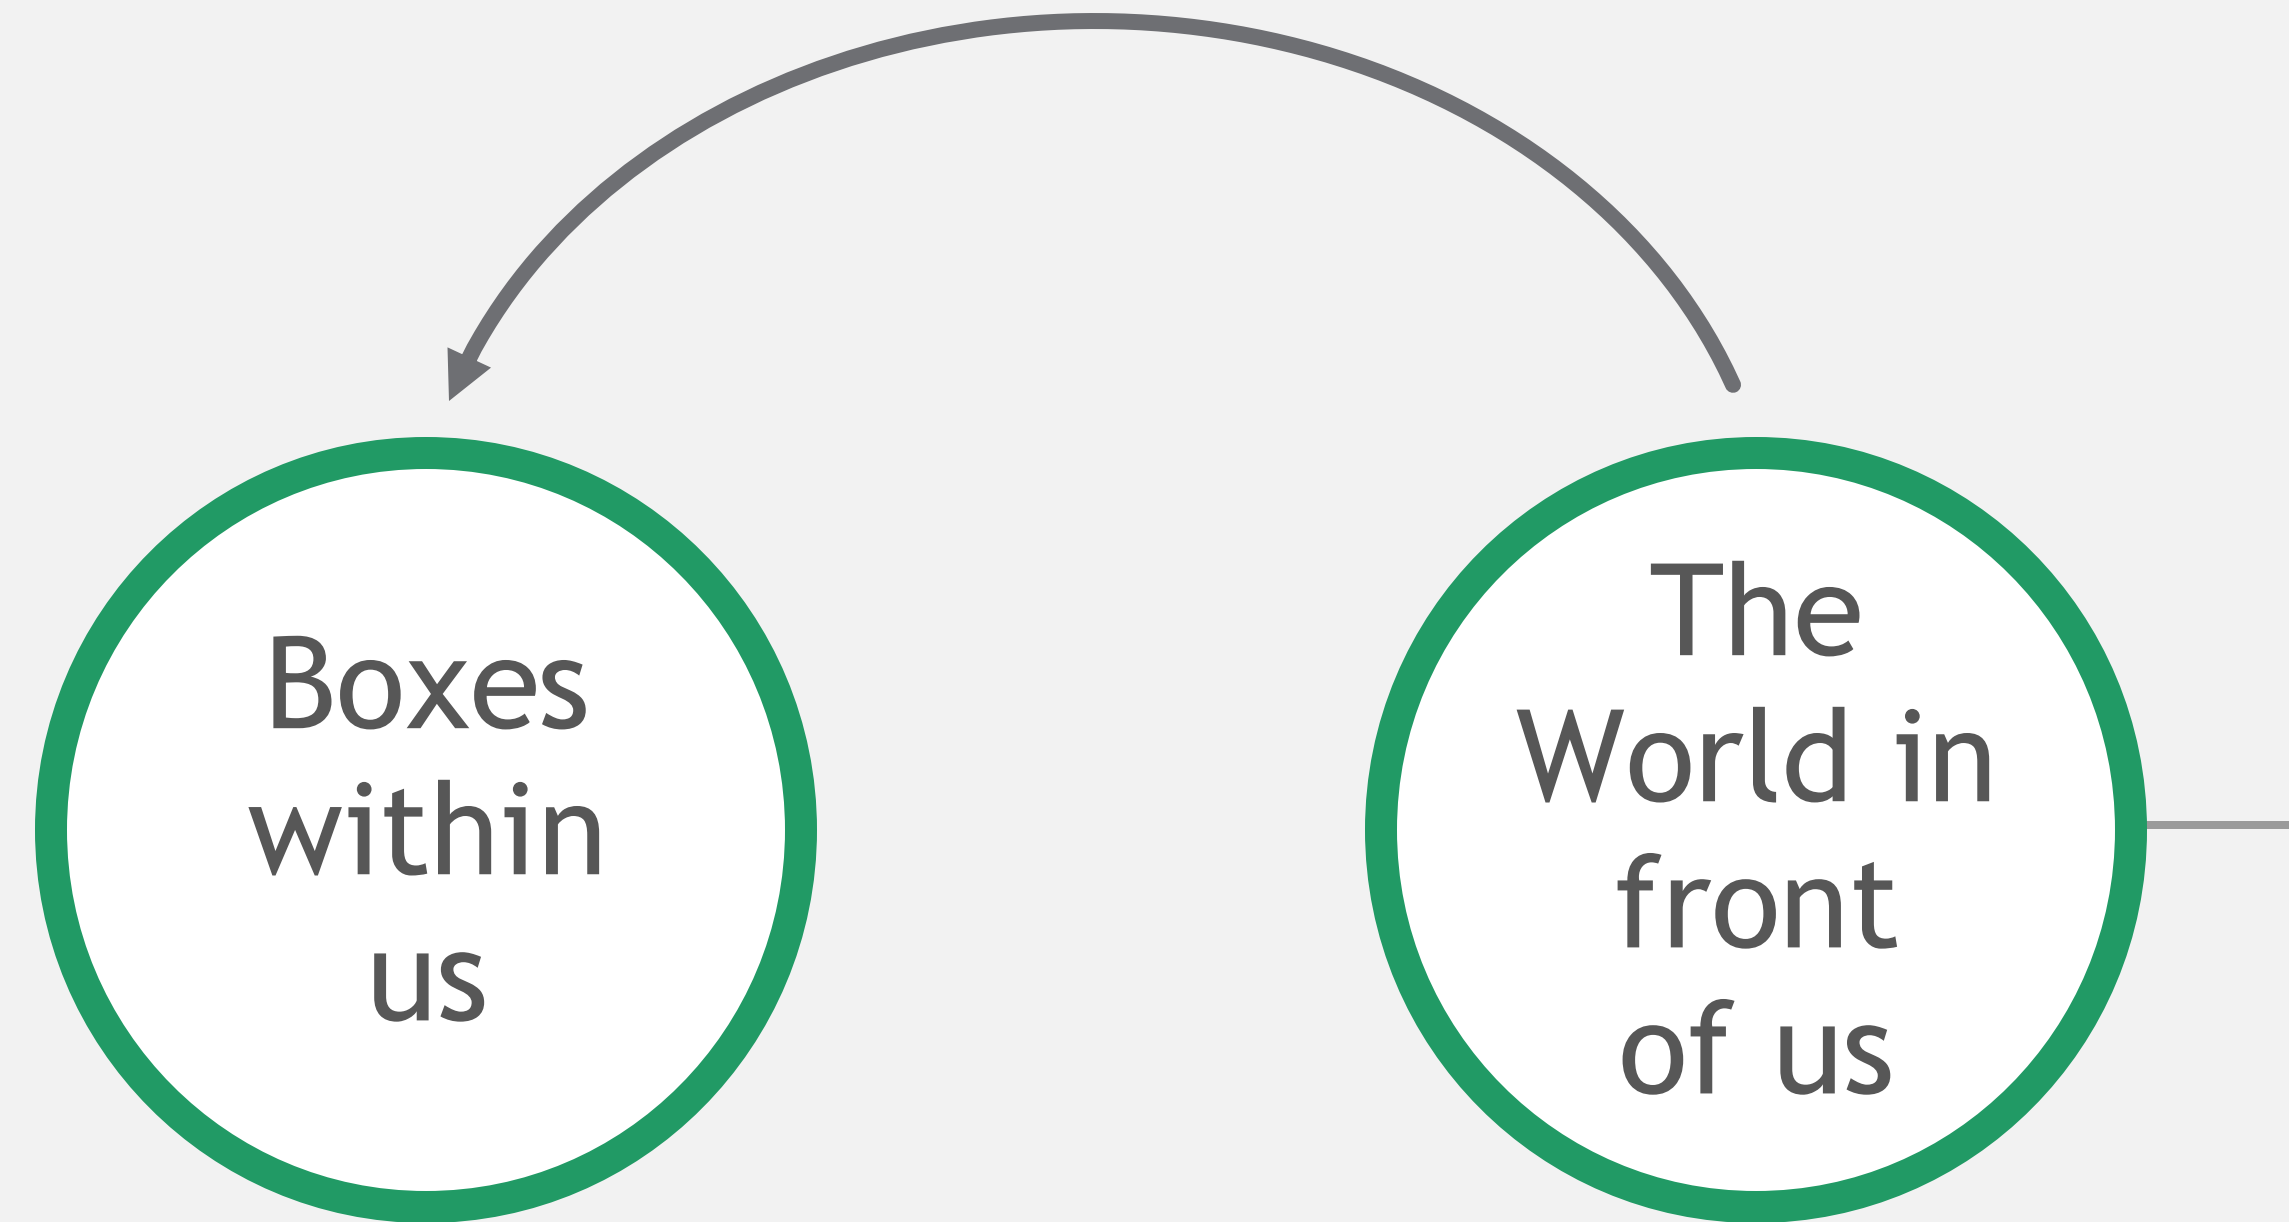 Boxes
within
us
The
World in
front
of us